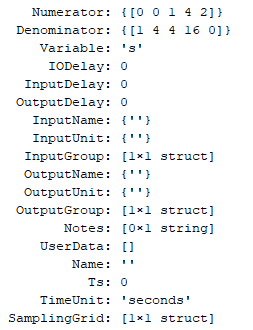 Numerator: {[0 0 1 4 2]}
Denominator: {[1 4 4 16 0]}
Variable: 's'
IODelay: 0
InputDelay: 0
OutputDelay: 0
InputName: {''}
InputUnit: {''}
InputGroup: [1×1 struct]
OutputName: {''}
OutputUnit: {''}
OutputGroup: [1×1 struct]
Notes: [0×1 string]
UserData: []
Name: ''
Ts: 0
TimeUnit: 'seconds'
SamplingGrid: [1×1 struct]